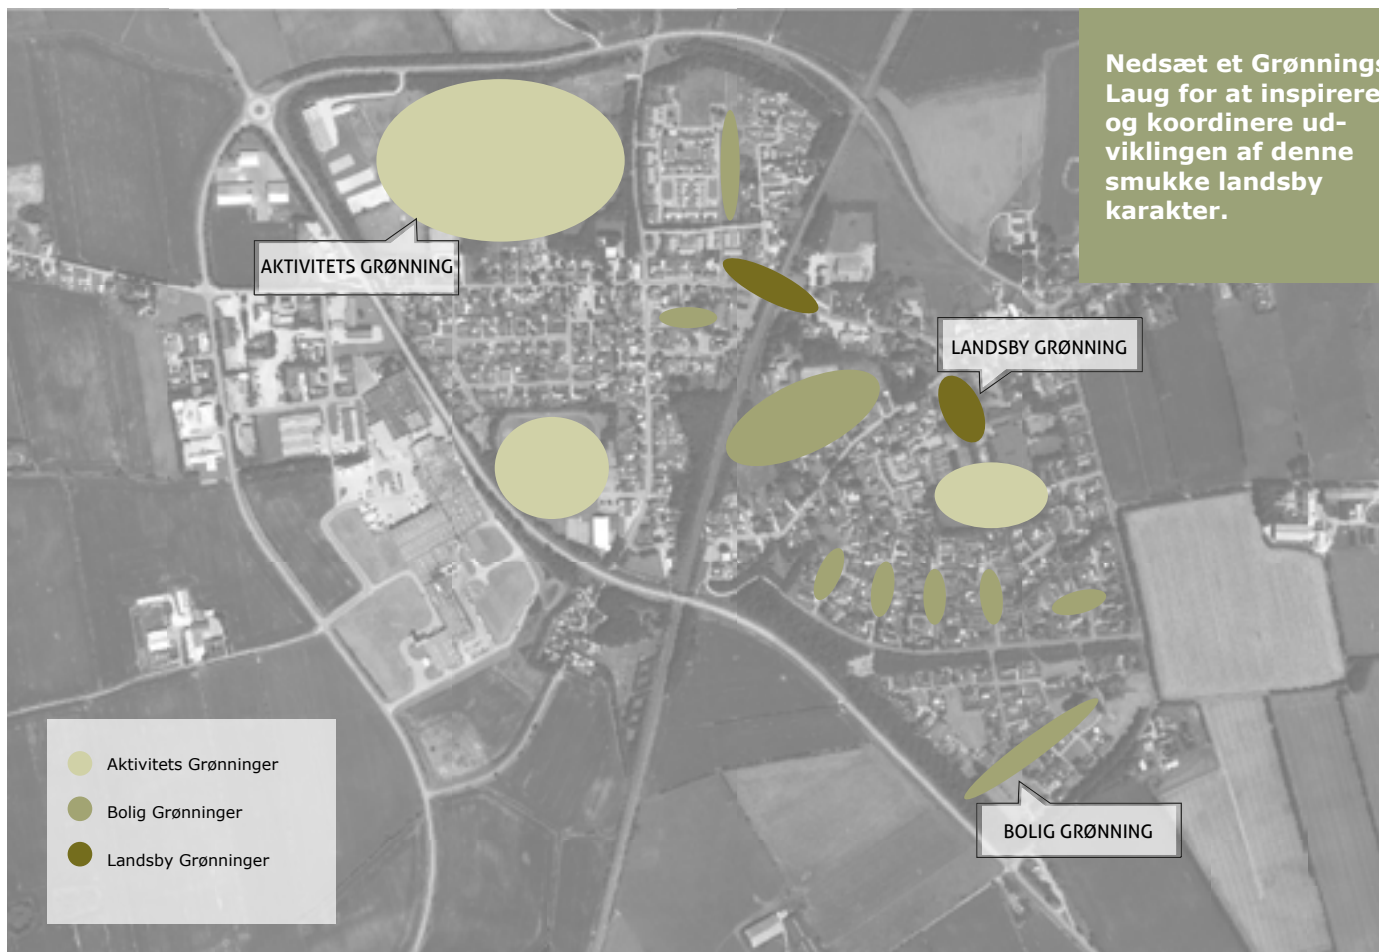 Nedsæt et Grønnings
Laug for at inspirere
og koordinere ud-
viklingen af denne
smukke landsby
karakter.
AKTIVITETS GRØNNING
LANDSBY GRØNNING
BOLIG GRØNNING
Aktivitets Grønninger
Bolig Grønninger
Landsby Grønninger